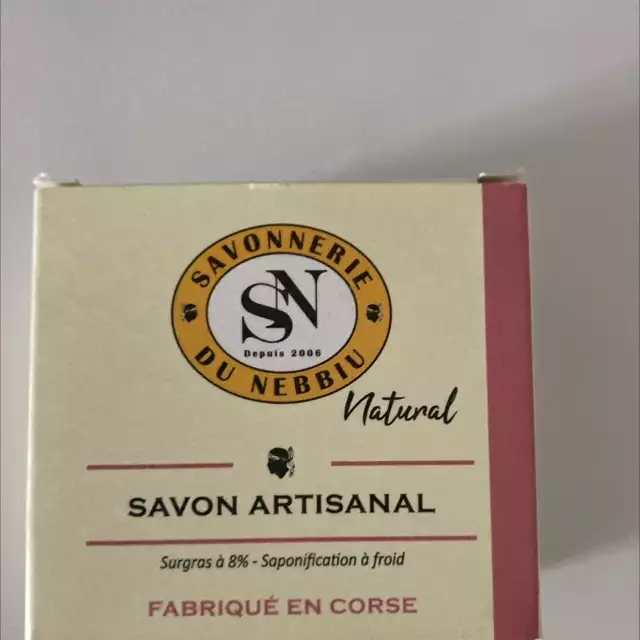 SAVONNERIE
SN
Depuis 2006
DU NEBBIU
Natural
SAVON ARTISANAL
Surgras à 8% - Saponification à froid
FABRIQUÉ EN CORSE